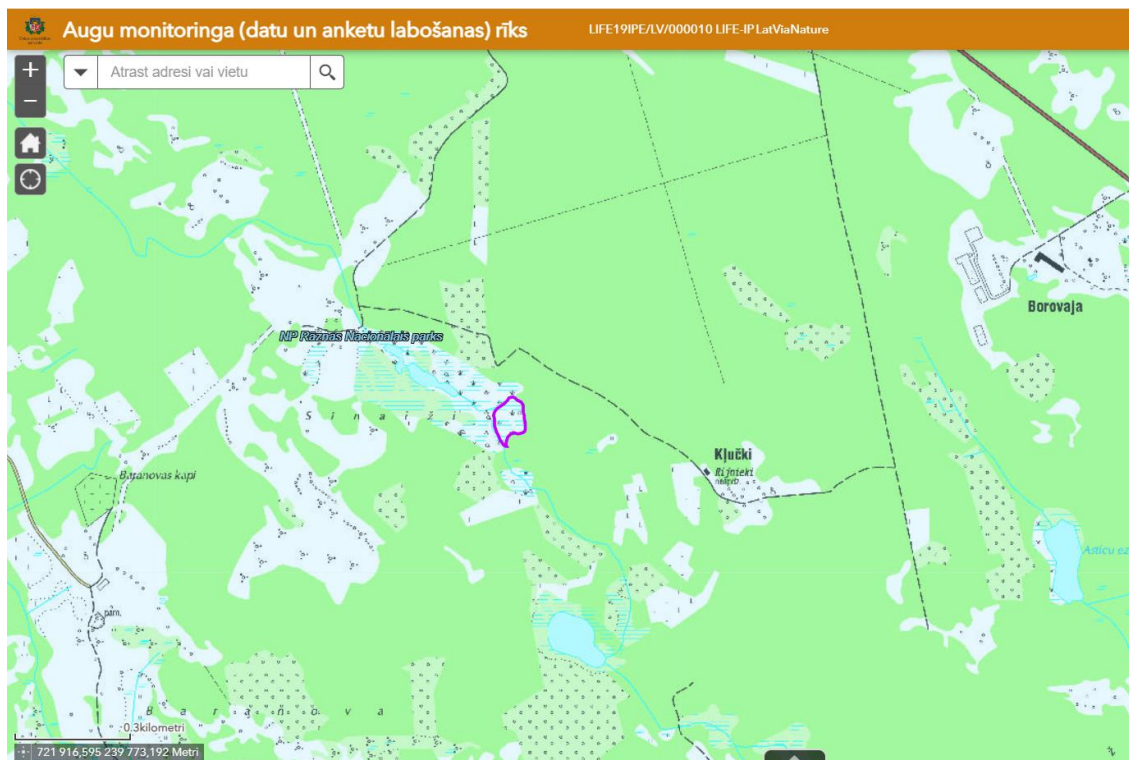 Augu monitoringa (datu un anketu labošanas) rīks
LIFE19IPE/LV/000010 LIFE-IP LatViaNature
Atrast adresi vai vietu
Borovaja
NP Rāznas Nacionālais parks
Kļučki
Baranovas kapi
pam.
0.3kilometri
721 916,595 239 773,192 Metri
B a r a ņ o v a